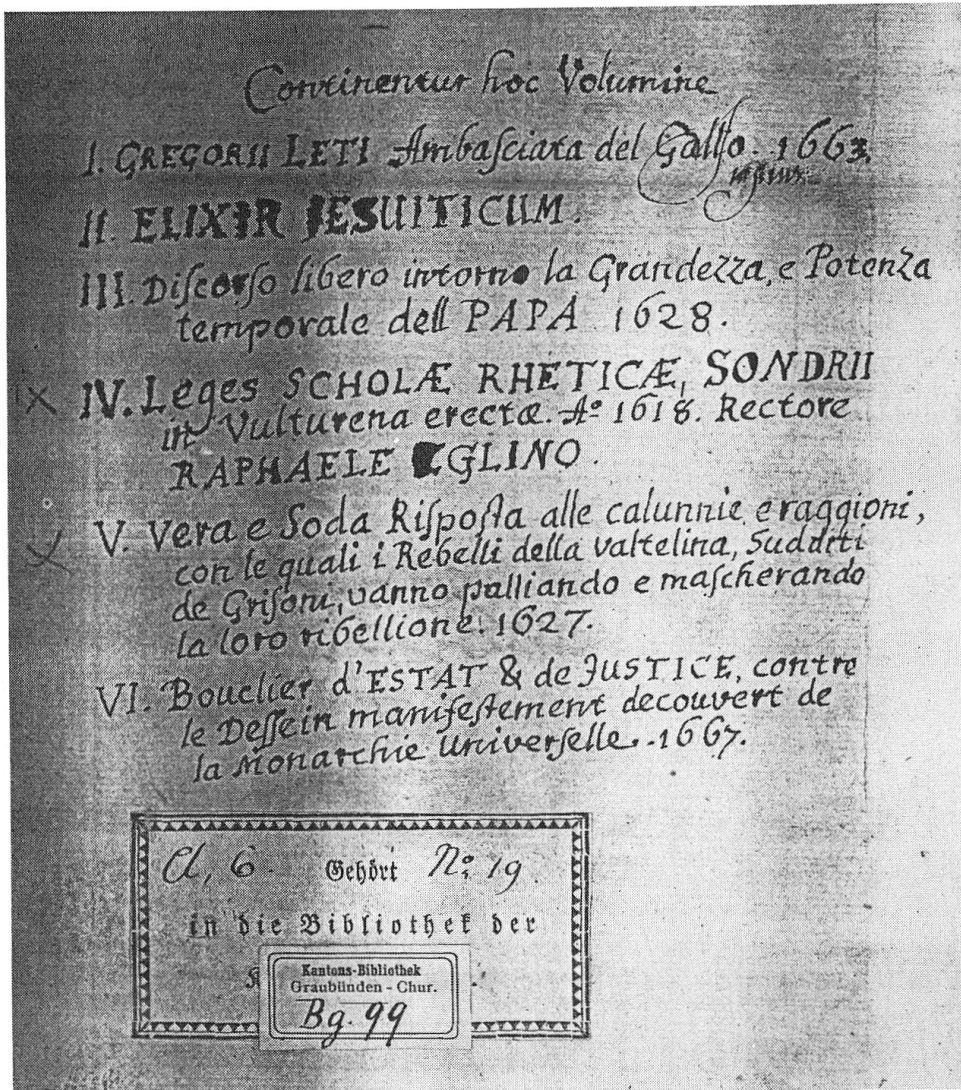 Continentur hoc Volumine
I. GREGORII LETI Ambaſciata del Gallo. 1663.
II. ELIXIR JESUITICUM.
III. Diſcorſo libero intorno la Grandezza, e Potenza
temporale dell PAPA 1628.
IV. Leges SCHOLÆ RHETICÆ, SONDRII
in Vulturena erectæ. Aº 1618. Rectore
RAPHAELE EGLINO.
V. Vera e Soda Riſpoſta alle calunnie e raggioni,
con le quali i Rebelli della valtelina, Sudditi
de Griſoni, vanno palliando e maſcherando
la loro ribellione. 1627.
VI. Bouclier d'ESTAT & de JUSTICE, contre
le Deſſein manifeſtement decouvert de
la Monarchie Univerſelle. 1667.
Cl, 6. Gehört Nº: 19.
in die Bibliothek der
K
Kantons-Bibliothek
Graubünden - Chur.
Bg. 99